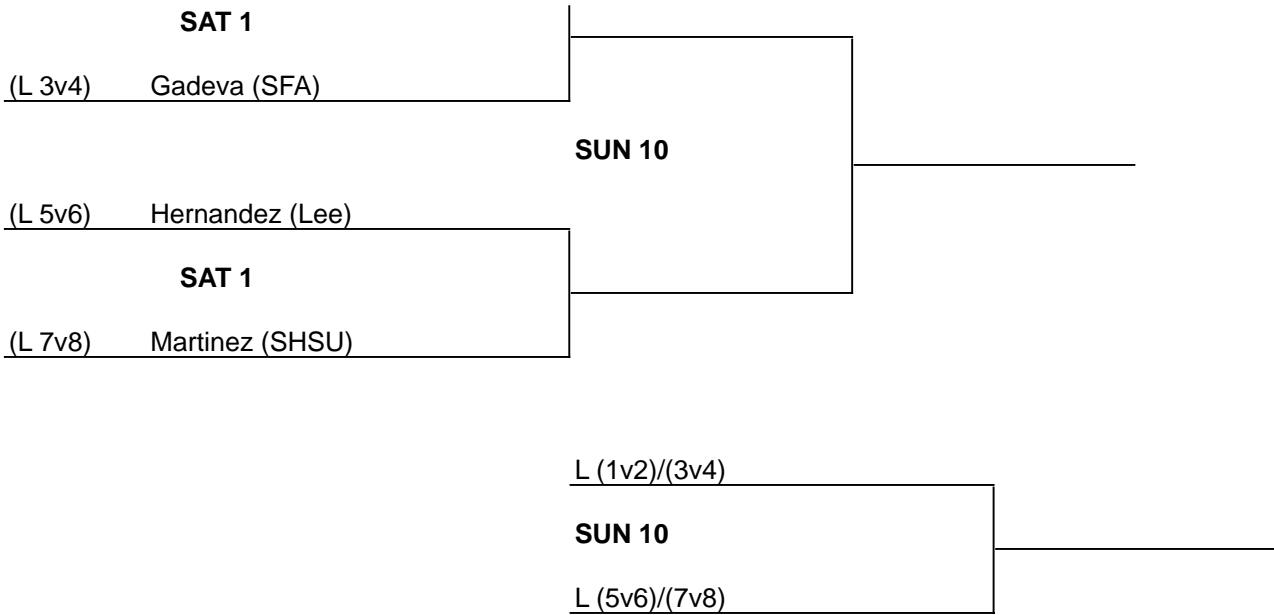 SAT 1
(L 3v4) Gadeva (SFA)
SUN 10
(L 5v6) Hernandez (Lee)
SAT 1
(L 7v8) Martinez (SHSU)
L (1v2)/(3v4)
SUN 10
L (5v6)/(7v8)